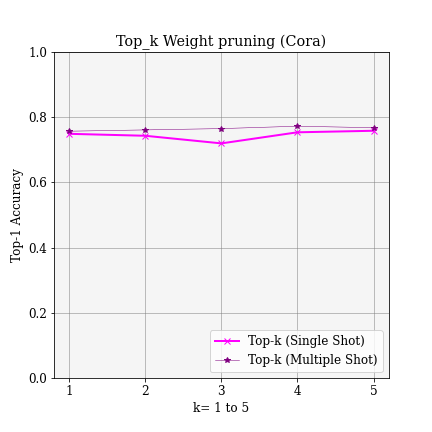 Top_k Weight pruning (Cora)
1.0
0.8
0.6
0.4
0.2
0.0
Top-1 Accuracy
Top-k (Single Shot)
Top-k (Multiple Shot)
1 2 3 4 5
k= 1 to 5